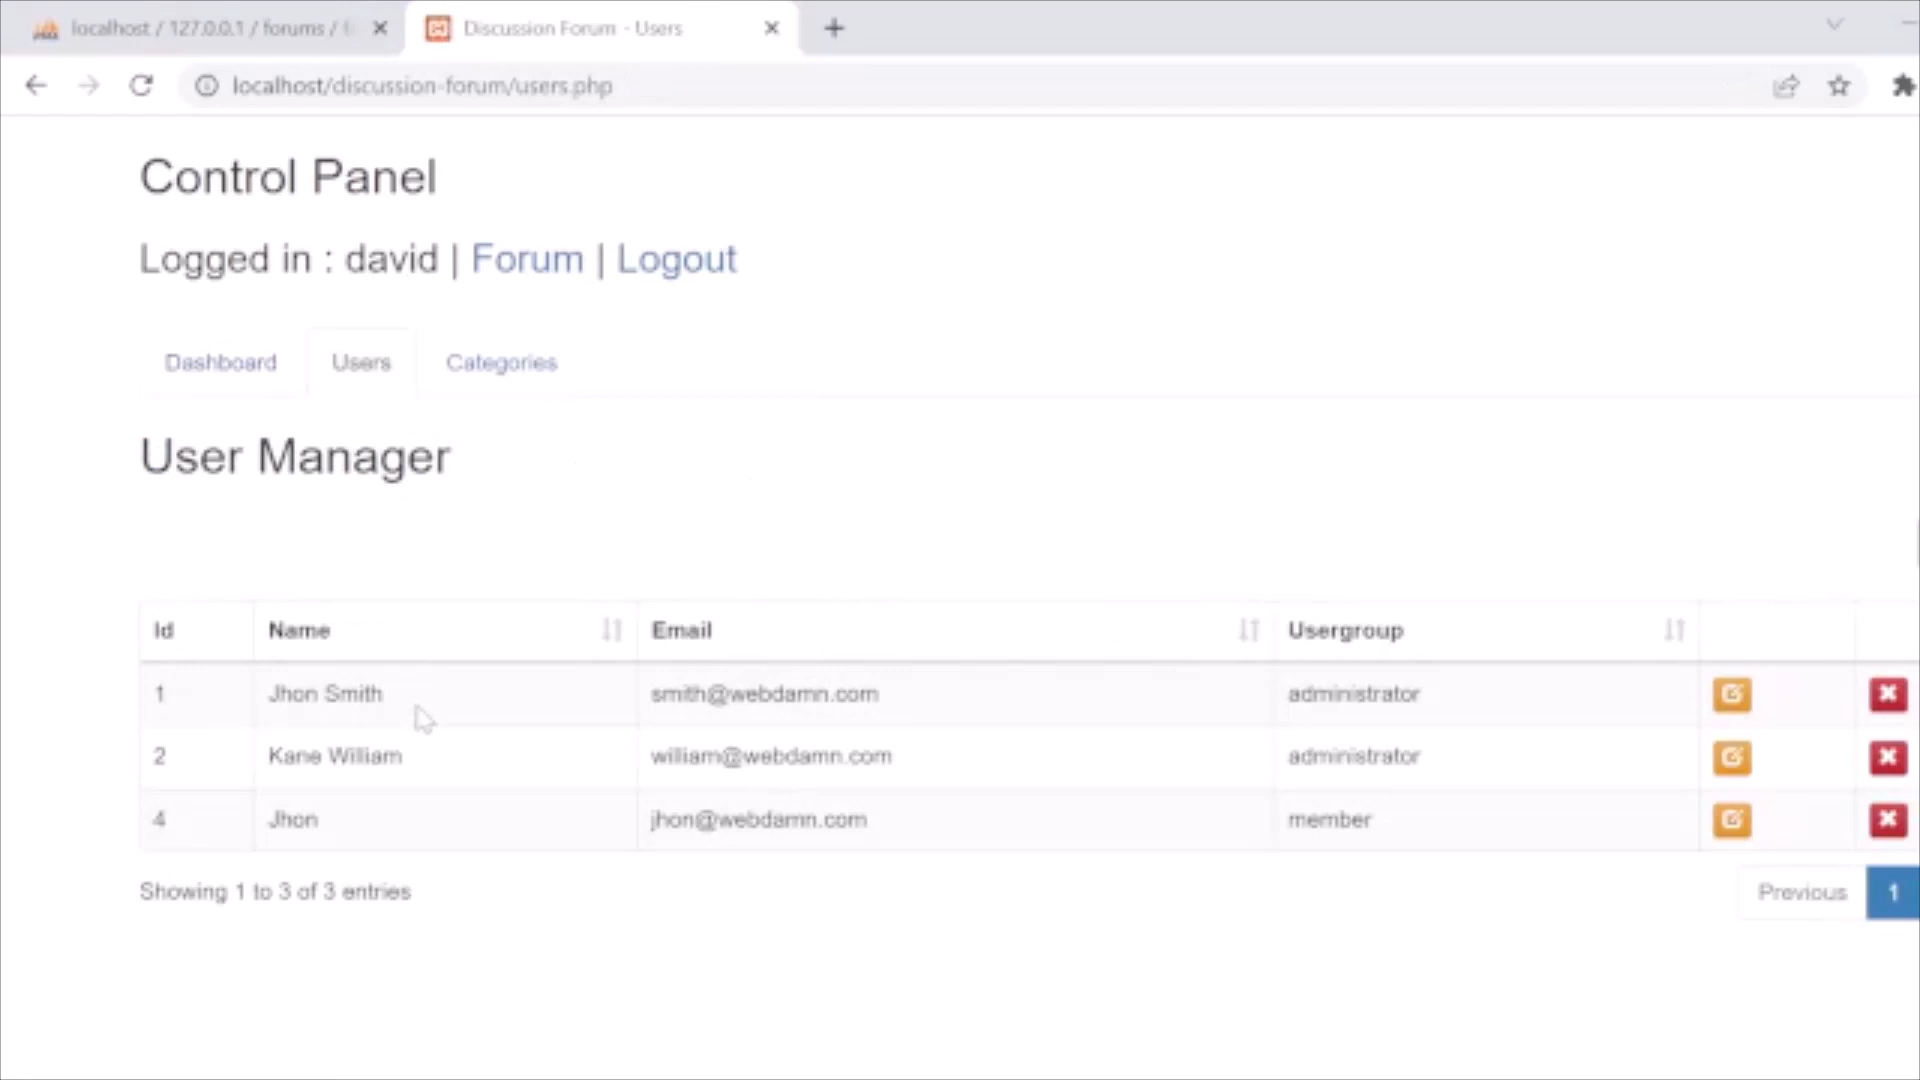 localhost / 127.0.0.1 / forums / f
Discussion Forum - Users
localhost/discussion-forum/users.php
Control Panel
Logged in : david | Forum | Logout
Dashboard Users Categories
User Manager
Id Name Email Usergroup
1 Jhon Smith smith@webdamn.com administrator
2 Kane William william@webdamn.com administrator
4 Jhon jhon@webdamn.com member
Showing 1 to 3 of 3 entries
Previous 1